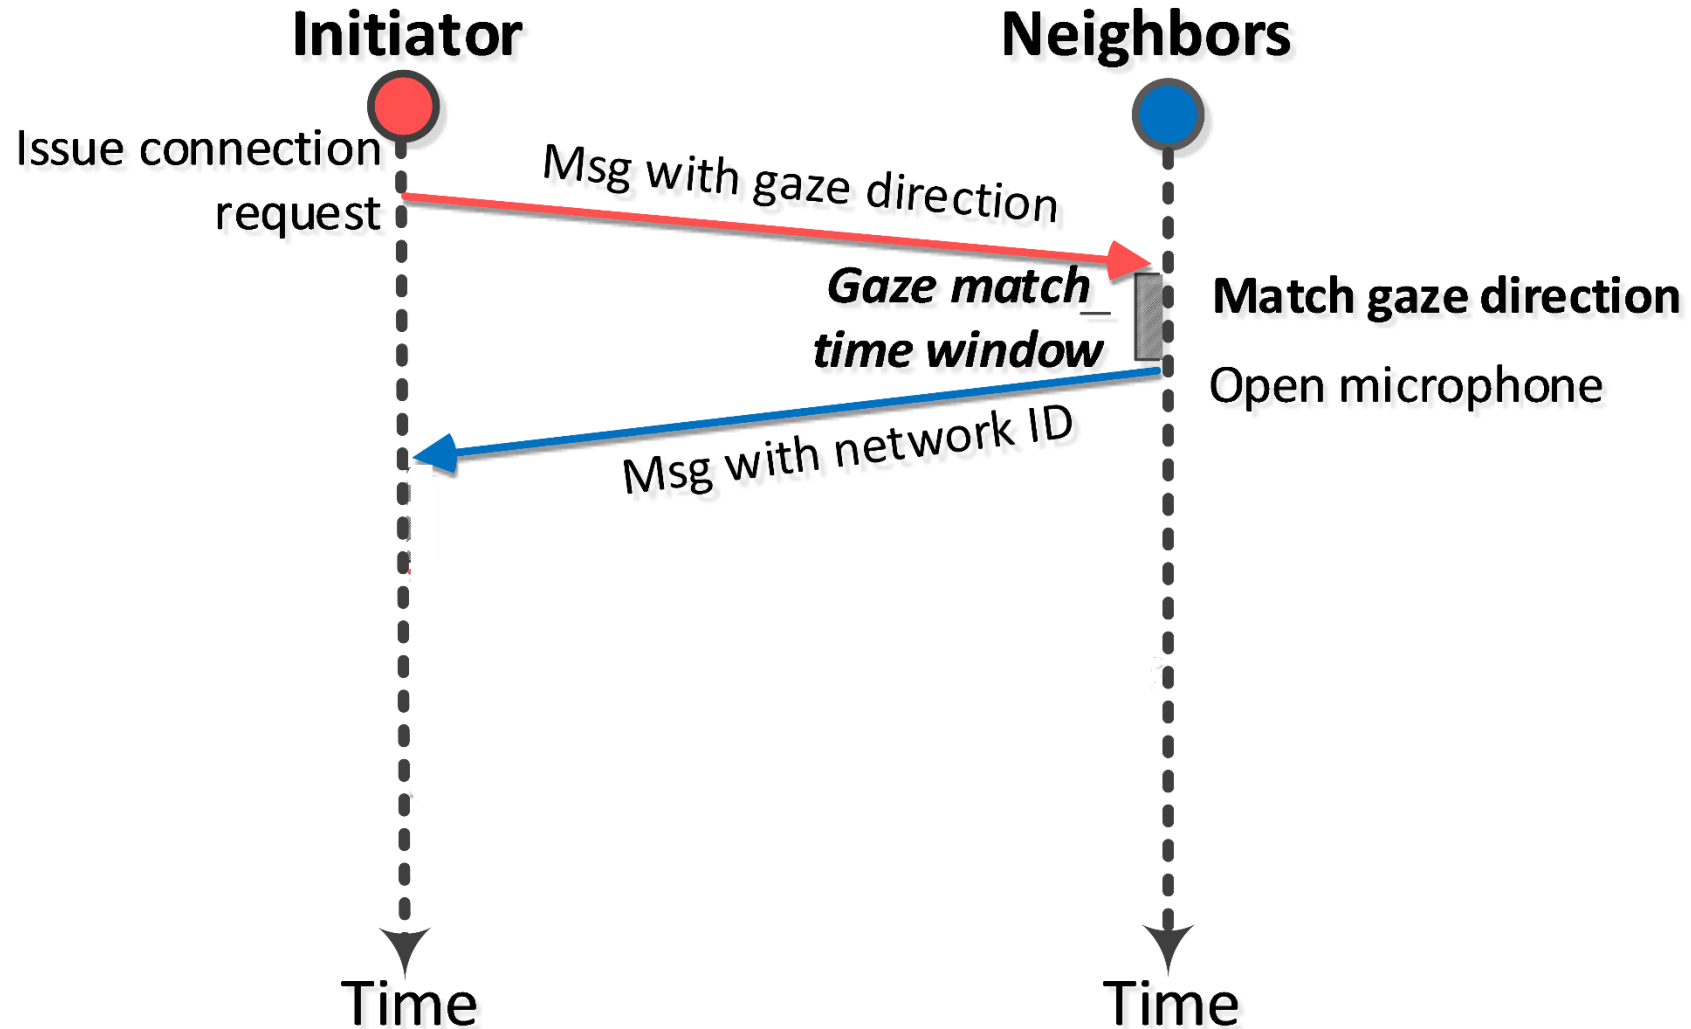 Initiator
Neighbors
Issue connection
request
Msg with gaze direction
Gaze match_
time window
Match gaze direction
Open microphone
Msg with network ID
Time
Time